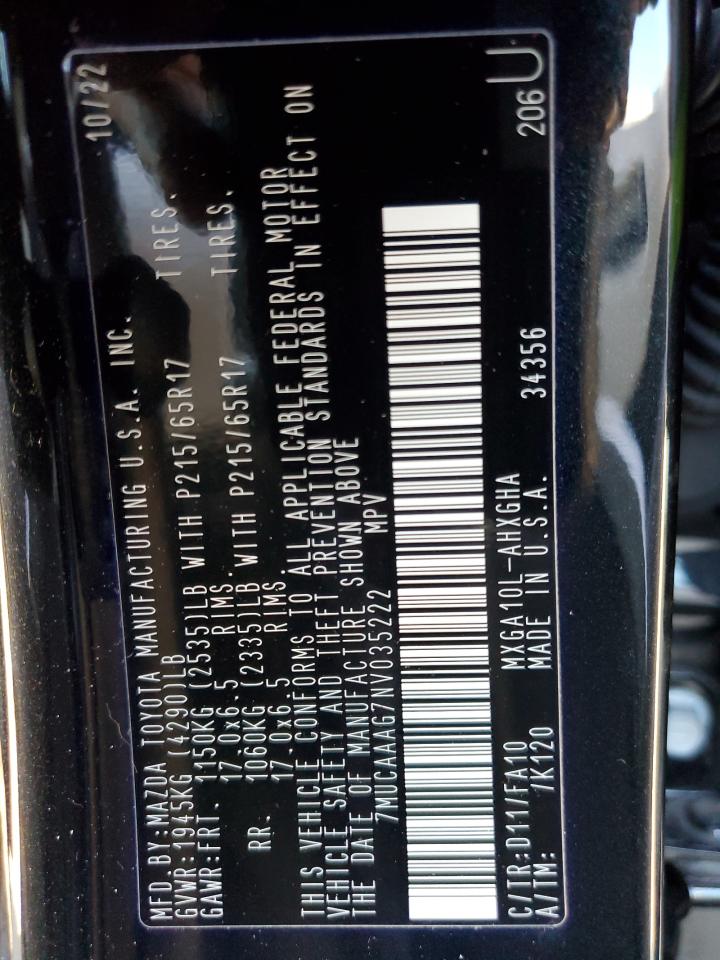 MFD.BY:MAZDA TOYOTA MANUFACTURING U.S.A. INC. 10/22
GVWR:1945KG (4290)LB
GAWR:FRT. 1150KG (2535)LB WITH P215/65R17 TIRES.
17.0x6.5 RIMS.
RR. 1060KG (2335)LB WITH P215/65R17 TIRES.
17.0x6.5 RIMS
THIS VEHICLE CONFORMS TO ALL APPLICABLE FEDERAL MOTOR
VEHICLE SAFETY AND THEFT PREVENTION STANDARDS IN EFFECT ON
THE DATE OF MANUFACTURE SHOWN ABOVE
7MUCAAAG7NV035222 MPV
C/TR:D11/FA10 MXGA10L-AHXGHA
A/TM: /K120 MADE IN U.S.A. 34356 206 U